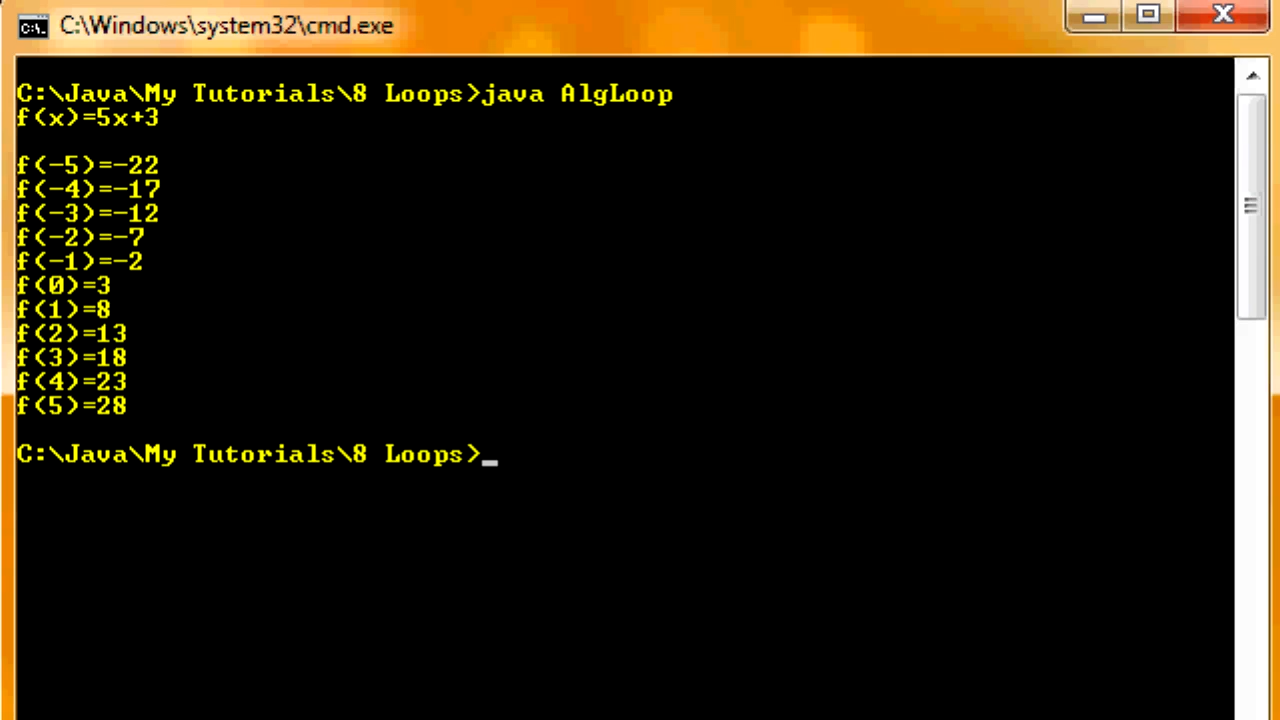 C:\Windows\system32\cmd.exe
C:\Java\My Tutorials\8 Loops>java AlgLoop
f(x)=5x+3
f(-5)=-22
f(-4)=-17
f(-3)=-12
f(-2)=-7
f(-1)=-2
f(0)=3
f(1)=8
f(2)=13
f(3)=18
f(4)=23
f(5)=28
C:\Java\My Tutorials\8 Loops>_